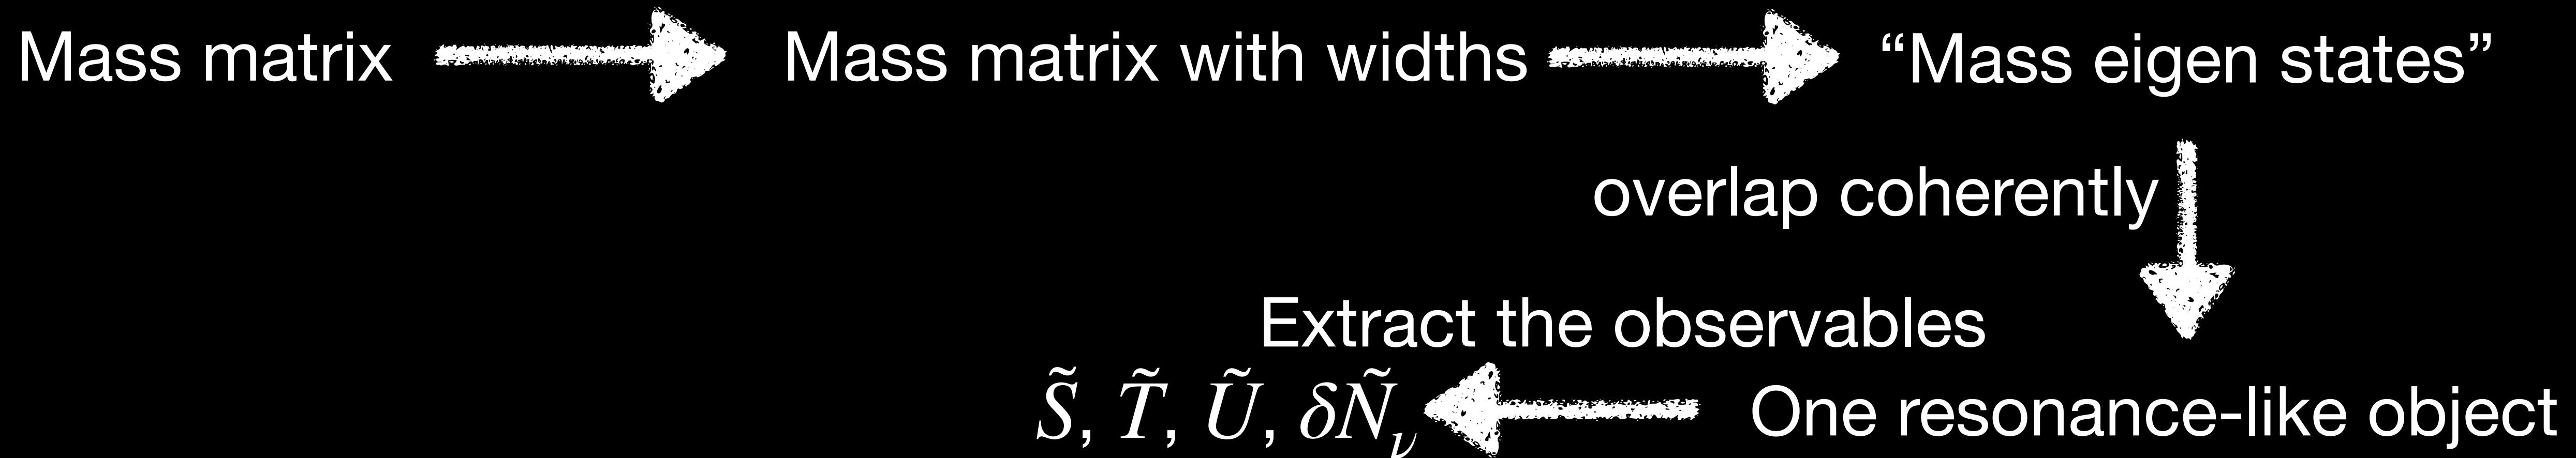 Mass matrix Mass matrix with widths “Mass eigen states”
overlap coherently
Extract the observables
S̃, T̃, Ũ, δÑ_ν One resonance-like object